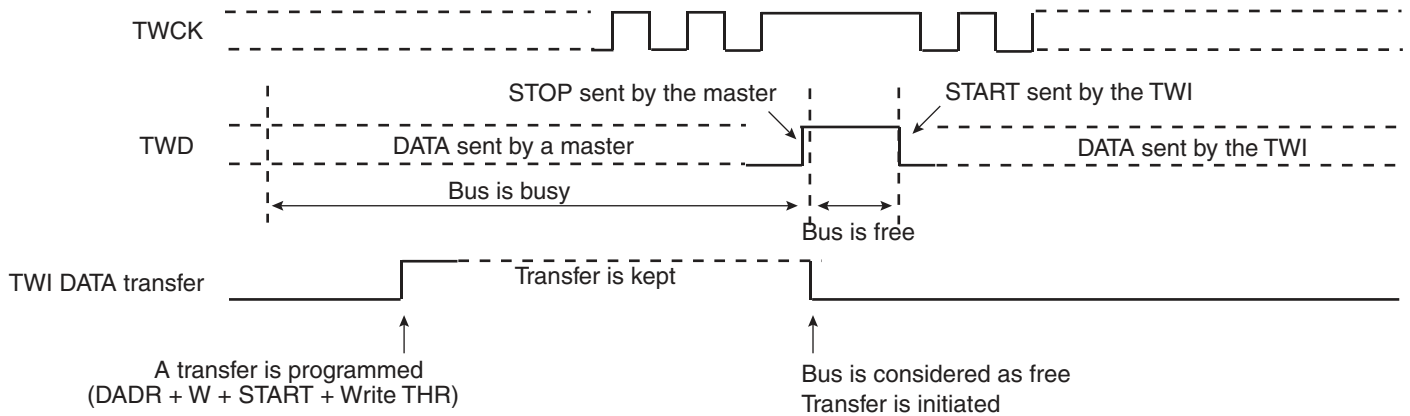 TWCK
STOP sent by the master
START sent by the TWI
TWD
DATA sent by a master
DATA sent by the TWI
Bus is busy
Bus is free
TWI DATA transfer
Transfer is kept
A transfer is programmed
(DADR + W + START + Write THR)
Bus is considered as free
Transfer is initiated